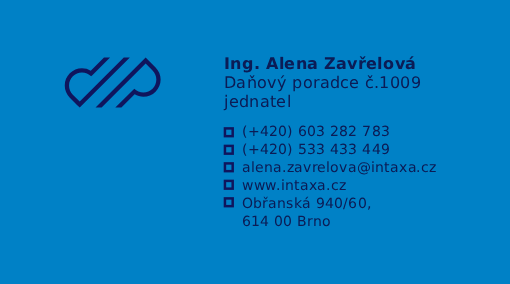 Ing. Alena Zavřelová
Daňový poradce č.1009
jednatel
(+420) 603 282 783
(+420) 533 433 449
alena.zavrelova@intaxa.cz
www.intaxa.cz
Obřanská 940/60,
614 00 Brno